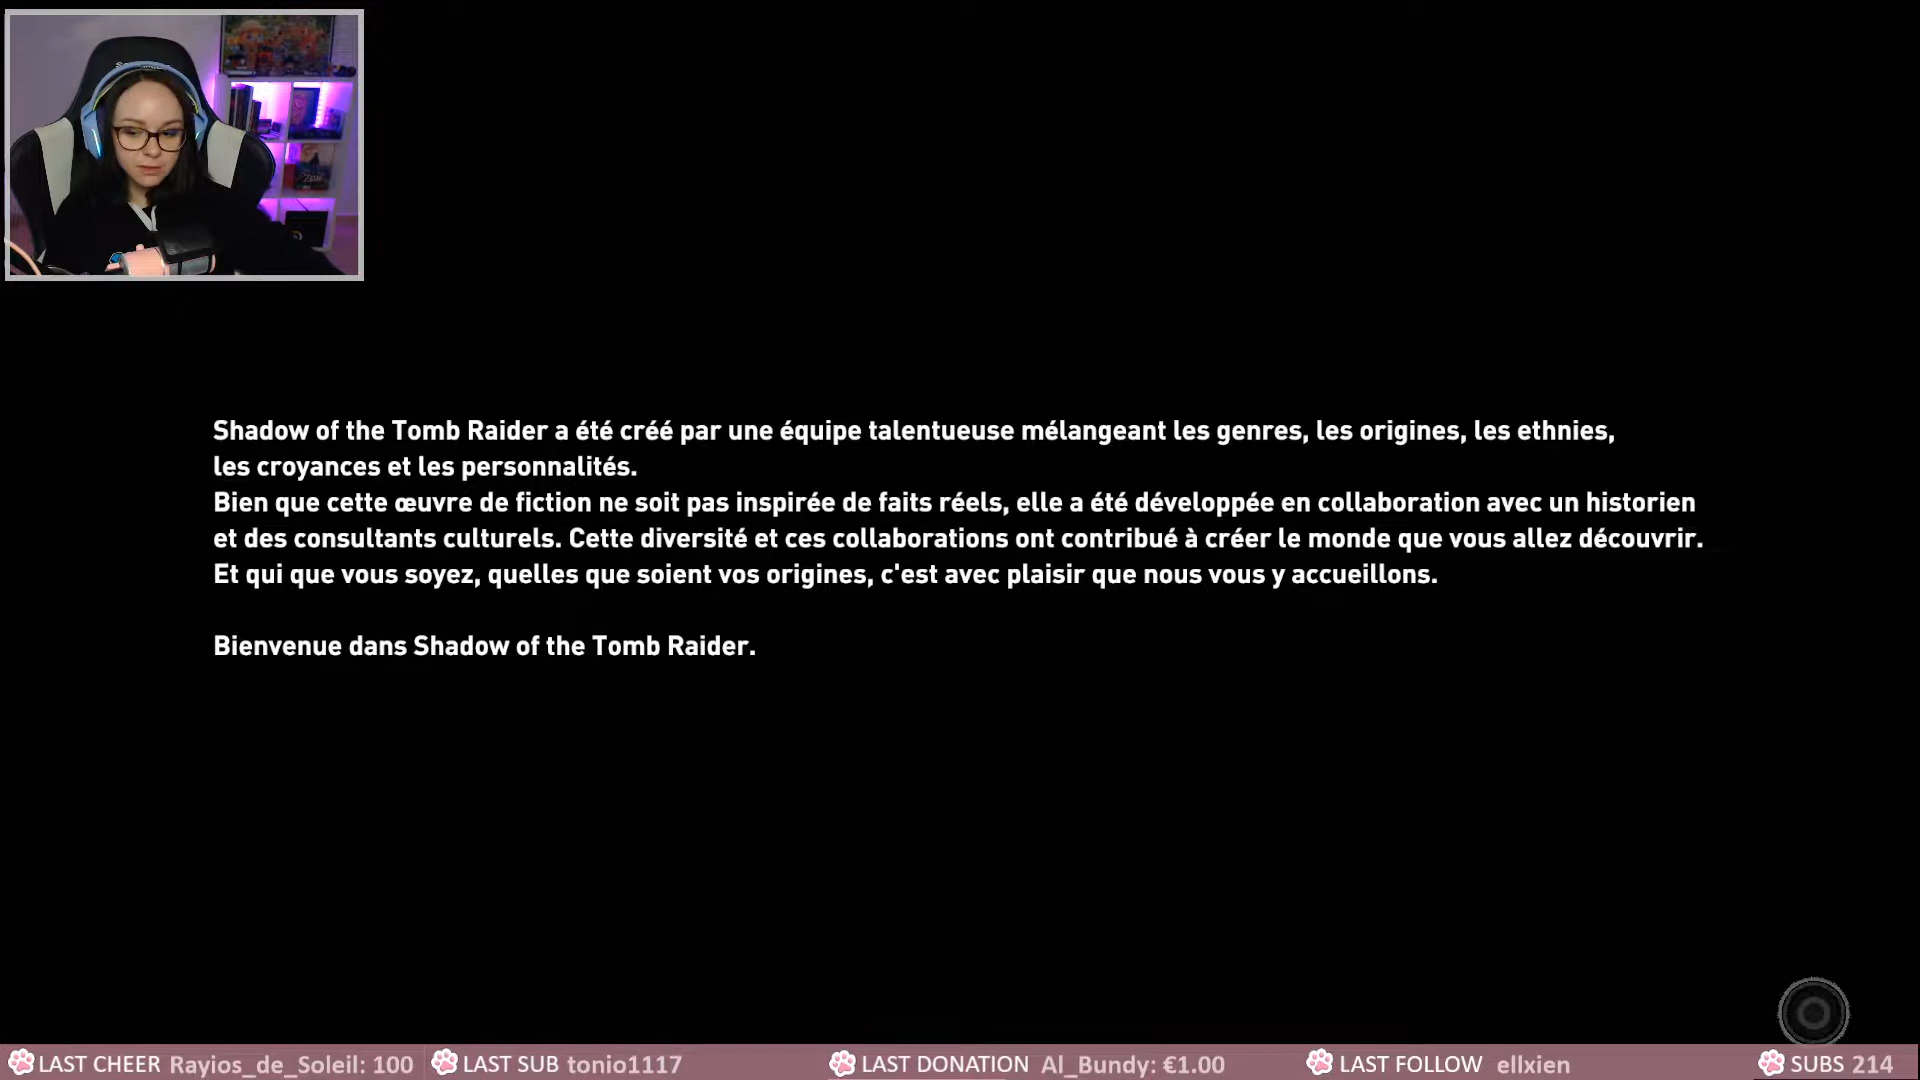 Shadow of the Tomb Raider a été créé par une équipe talentueuse mélangeant les genres, les origines, les ethnies,
les croyances et les personnalités.
Bien que cette œuvre de fiction ne soit pas inspirée de faits réels, elle a été développée en collaboration avec un historien
et des consultants culturels. Cette diversité et ces collaborations ont contribué à créer le monde que vous allez découvrir.
Et qui que vous soyez, quelles que soient vos origines, c'est avec plaisir que nous vous y accueillons.
Bienvenue dans Shadow of the Tomb Raider.
LAST CHEER Rayios_de_Soleil: 100 LAST SUB tonio1117 LAST DONATION Al_Bundy: €1.00 LAST FOLLOW ellxien SUBS 214